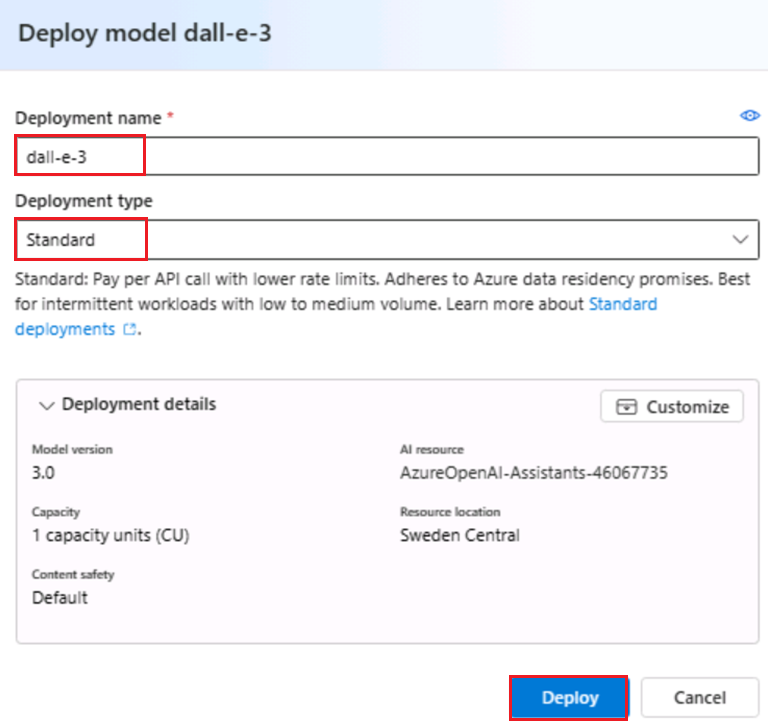 Deploy model dall-e-3
Deployment name *
dall-e-3
Deployment type
Standard
Standard: Pay per API call with lower rate limits. Adheres to Azure data residency promises. Best
for intermittent workloads with low to medium volume. Learn more about Standard
deployments.
Deployment details
Customize
Model version
3.0
AI resource
AzureOpenAI-Assistants-46067735
Capacity
1 capacity units (CU)
Resource location
Sweden Central
Content safety
Default
Deploy
Cancel